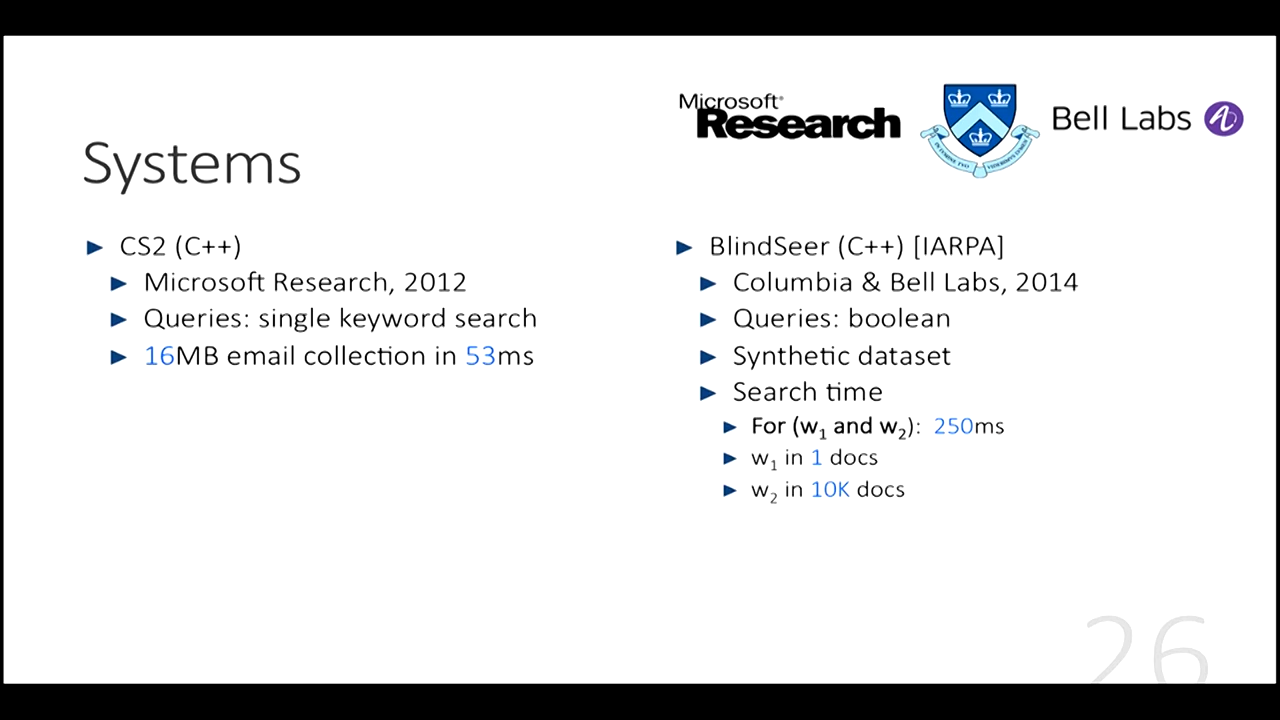 Microsoft®
Research
Bell Labs
Systems
► CS2 (C++)
► Microsoft Research, 2012
► Queries: single keyword search
► 16MB email collection in 53ms
► BlindSeer (C++) [IARPA]
► Columbia & Bell Labs, 2014
► Queries: boolean
► Synthetic dataset
► Search time
► For (w₁ and w₂): 250ms
► w₁ in 1 docs
► w₂ in 10K docs
26